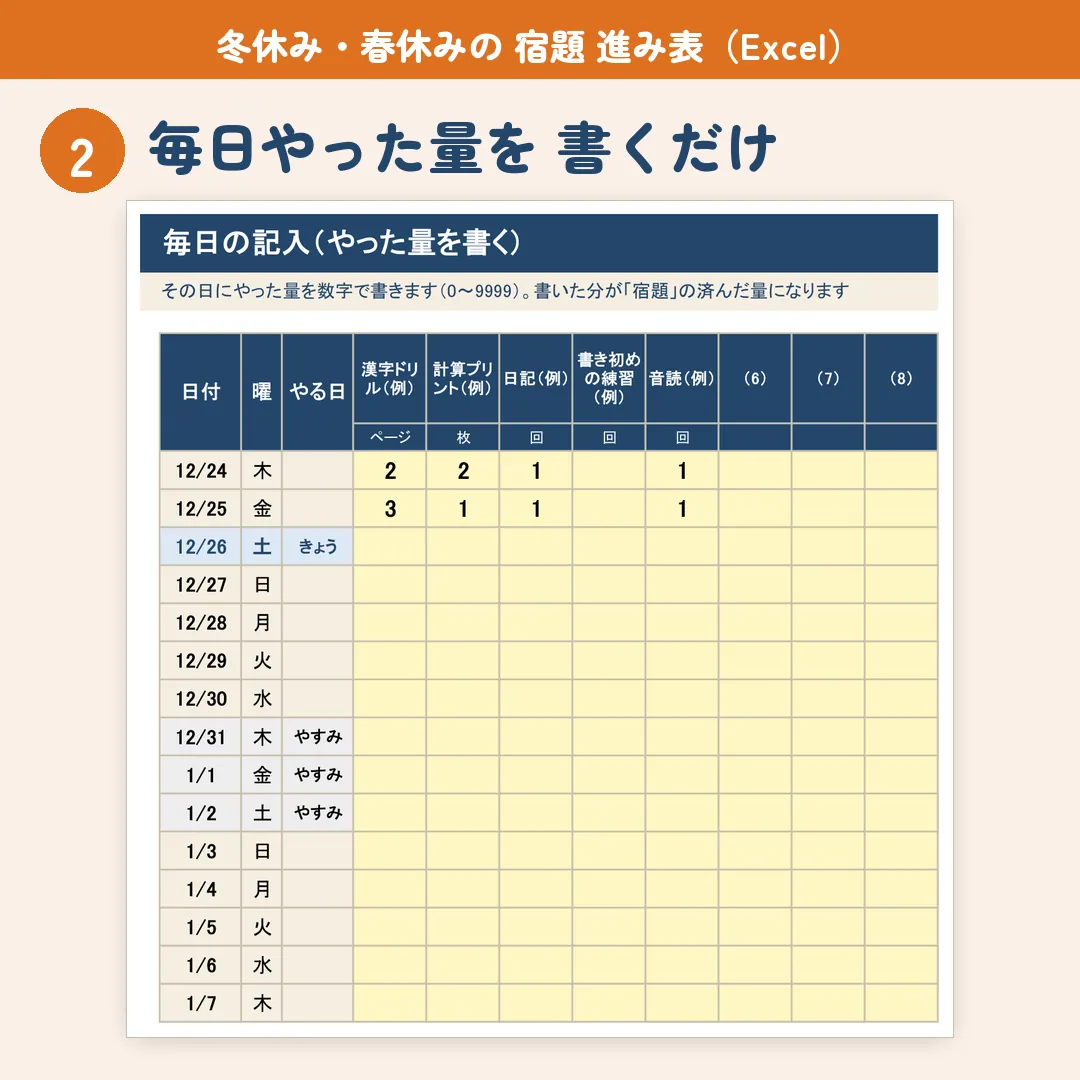 冬休み・春休みの 宿題 進み表（Excel）
2 毎日やった量を 書くだけ
毎日の記入（やった量を書く）
その日にやった量を数字で書きます（0～9999）。書いた分が「宿題」の済んだ量になります
日付 曜 やる日 漢字ドリル（例） 計算プリント（例） 日記（例） 書き初めの練習（例） 音読（例） （6） （7） （8）
ページ 枚 回 回 回
12/24 木 2 2 1 1
12/25 金 3 1 1 1
12/26 土 きょう
12/27 日
12/28 月
12/29 火
12/30 水
12/31 木 やすみ
1/1 金 やすみ
1/2 土 やすみ
1/3 日
1/4 月
1/5 火
1/6 水
1/7 木